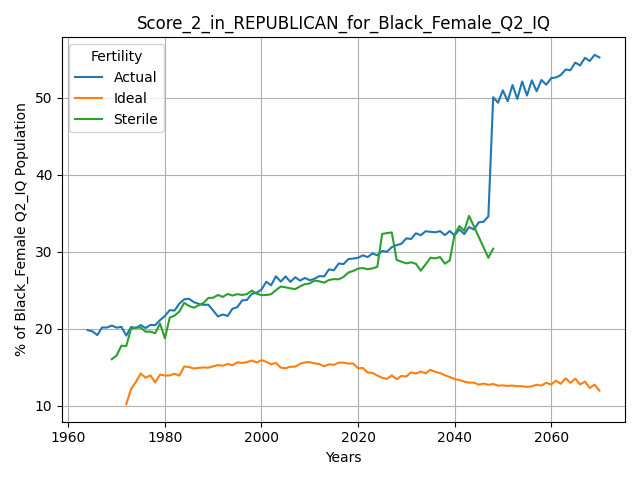 Score_2_in_REPUBLICAN_for_Black_Female_Q2_IQ
Fertility
Actual
Ideal
Sterile
% of Black_Female Q2_IQ Population
50
40
30
20
10
1960 1980 2000 2020 2040 2060
Years